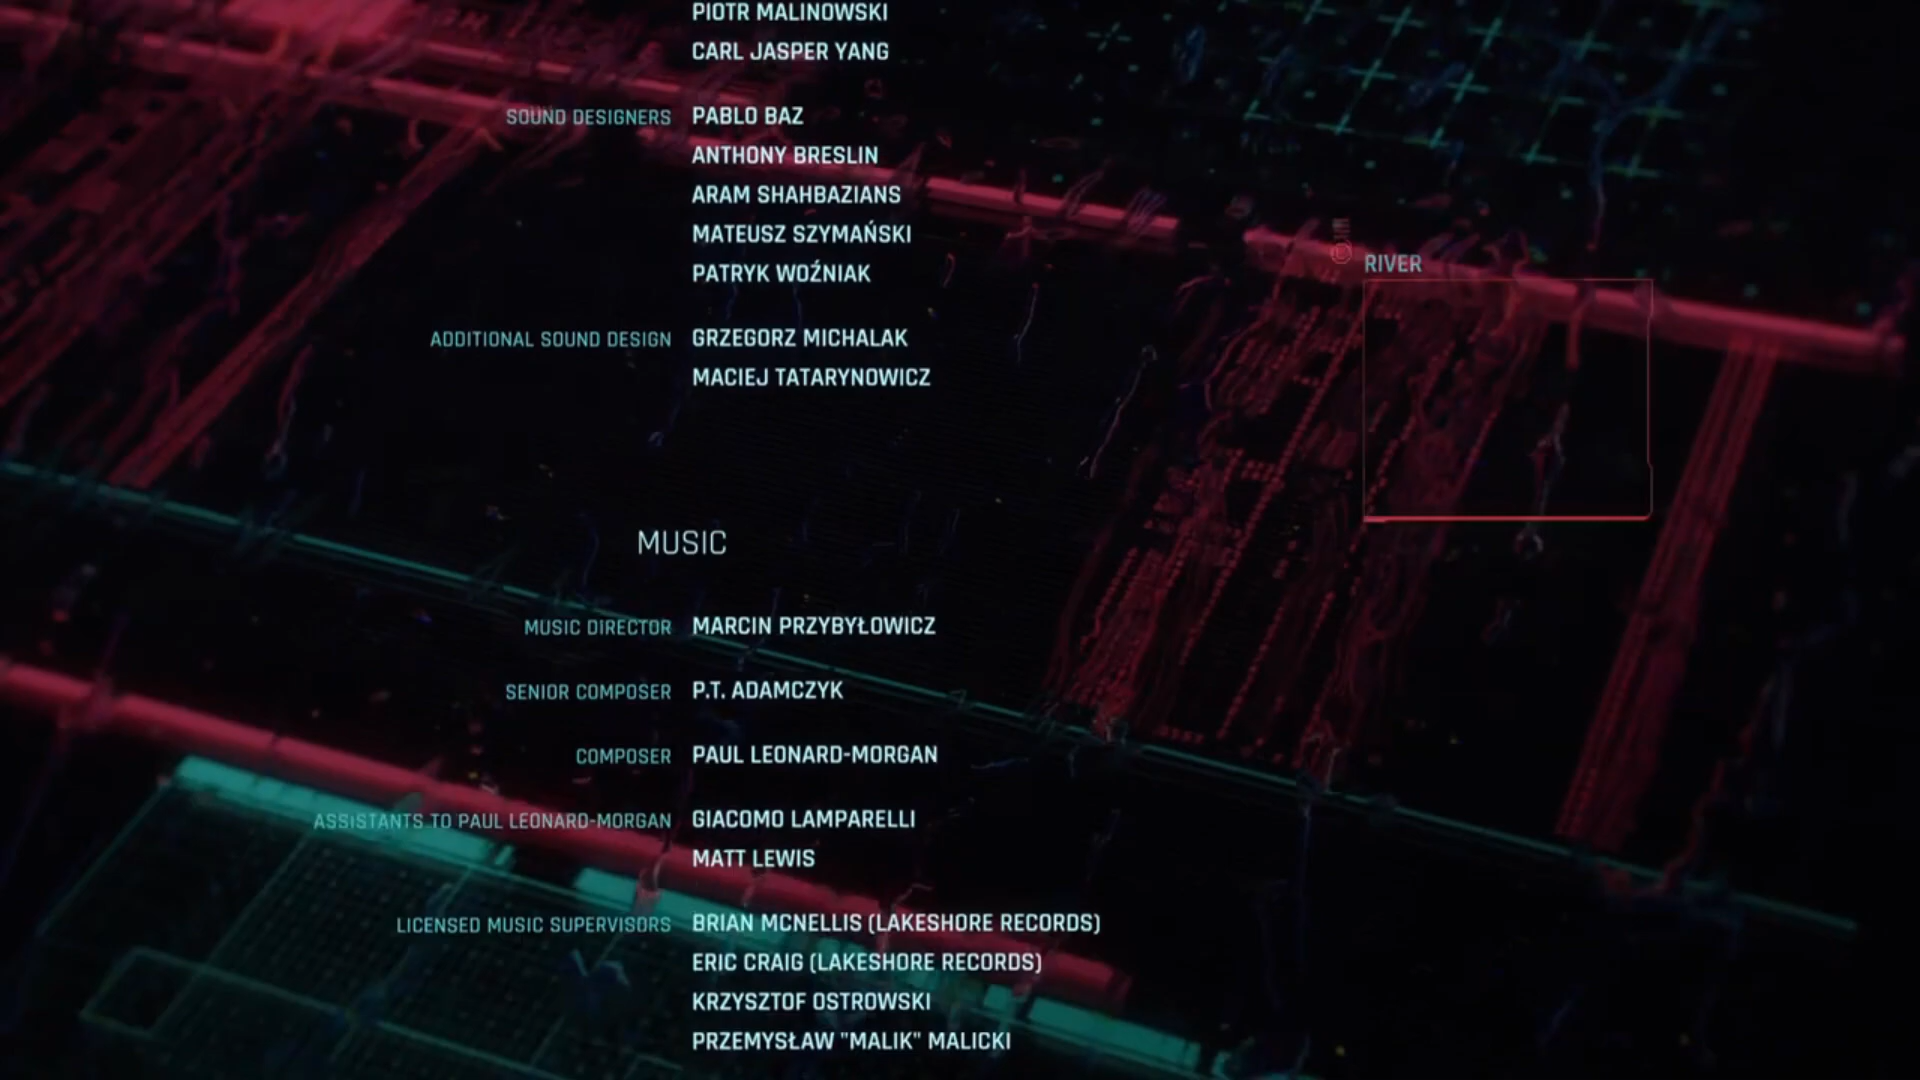 PIOTR MALINOWSKI
CARL JASPER YANG
SOUND DESIGNERS PABLO BAZ
ANTHONY BRESLIN
ARAM SHAHBAZIANS
MATEUSZ SZYMAŃSKI
PATRYK WOŹNIAK
RIVER
ADDITIONAL SOUND DESIGN GRZEGORZ MICHALAK
MACIEJ TATARYNOWICZ
MUSIC
MUSIC DIRECTOR MARCIN PRZYBYŁOWICZ
SENIOR COMPOSER P.T. ADAMCZYK
COMPOSER PAUL LEONARD-MORGAN
ASSISTANTS TO PAUL LEONARD-MORGAN GIACOMO LAMPARELLI
MATT LEWIS
LICENSED MUSIC SUPERVISORS BRIAN MCNELLIS (LAKESHORE RECORDS)
ERIC CRAIG (LAKESHORE RECORDS)
KRZYSZTOF OSTROWSKI
PRZEMYSŁAW "MALIK" MALICKI